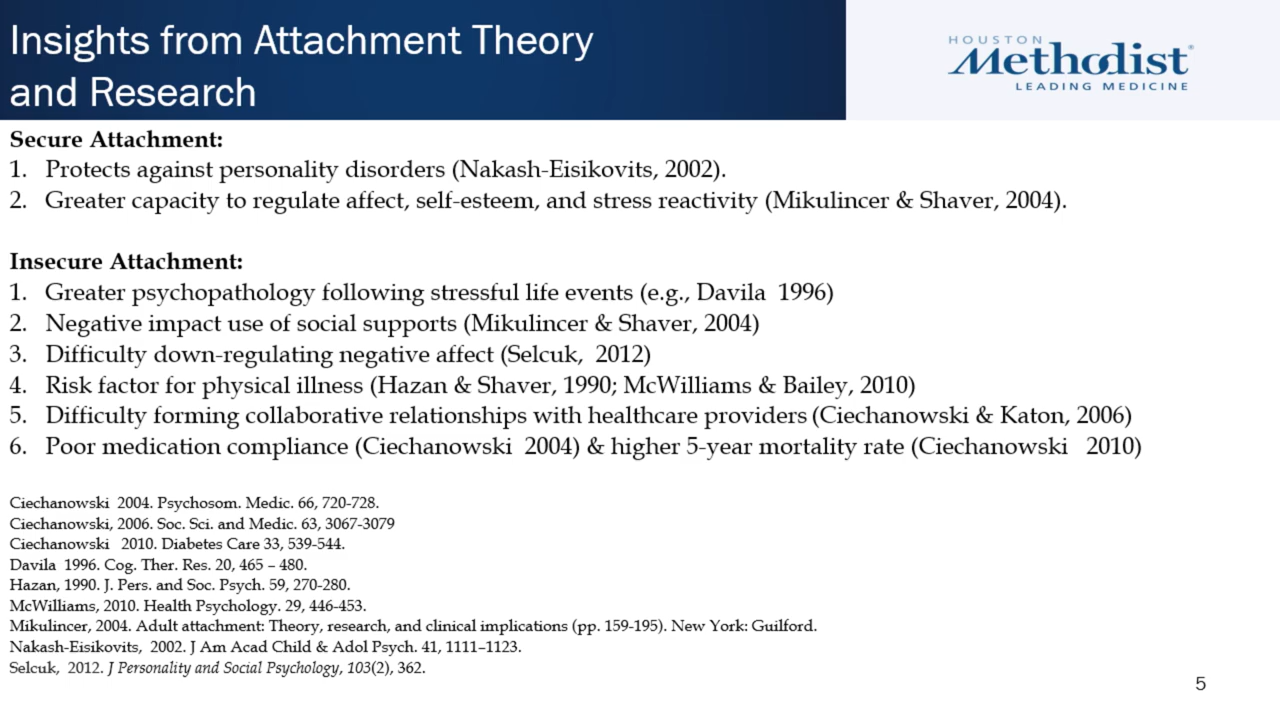 Insights from Attachment Theory
and Research
HOUSTON
Methodist®
LEADING MEDICINE
Secure Attachment:
1. Protects against personality disorders (Nakash-Eisikovits, 2002).
2. Greater capacity to regulate affect, self-esteem, and stress reactivity (Mikulincer & Shaver, 2004).
Insecure Attachment:
1. Greater psychopathology following stressful life events (e.g., Davila 1996)
2. Negative impact use of social supports (Mikulincer & Shaver, 2004)
3. Difficulty down-regulating negative affect (Selcuk, 2012)
4. Risk factor for physical illness (Hazan & Shaver, 1990; McWilliams & Bailey, 2010)
5. Difficulty forming collaborative relationships with healthcare providers (Ciechanowski & Katon, 2006)
6. Poor medication compliance (Ciechanowski 2004) & higher 5-year mortality rate (Ciechanowski 2010)
Ciechanowski 2004. Psychosom. Medic. 66, 720-728.
Ciechanowski, 2006. Soc. Sci. and Medic. 63, 3067-3079
Ciechanowski 2010. Diabetes Care 33, 539-544.
Davila 1996. Cog. Ther. Res. 20, 465 – 480.
Hazan, 1990. J. Pers. and Soc. Psych. 59, 270-280.
McWilliams, 2010. Health Psychology. 29, 446-453.
Mikulincer, 2004. Adult attachment: Theory, research, and clinical implications (pp. 159-195). New York: Guilford.
Nakash-Eisikovits, 2002. J Am Acad Child & Adol Psych. 41, 1111–1123.
Selcuk, 2012. J Personality and Social Psychology, 103(2), 362.
5